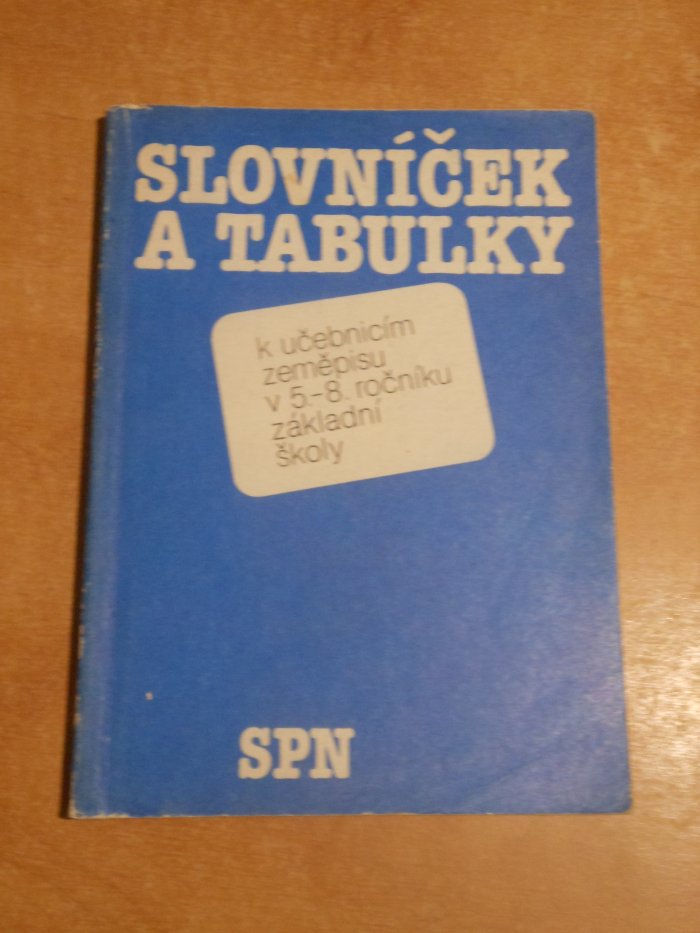 SLOVNÍČEK
A TABULKY
k učebnicím
zeměpisu
v 5.-8. ročníku
základní
školy
SPN